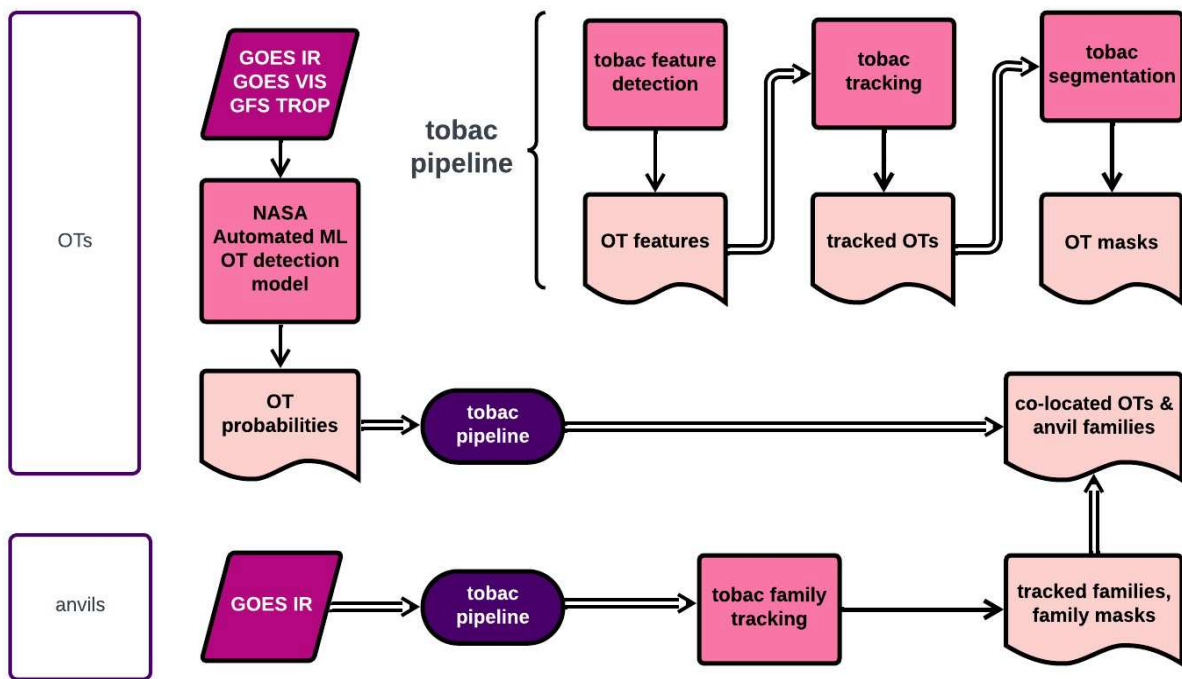 OTs
GOES IR
GOES VIS
GFS TROP
NASA
Automated ML
OT detection
model
OT
probabilities
tobac
pipeline
tobac feature
detection
tobac
tracking
tobac
segmentation
OT features
tracked OTs
OT masks
tobac
pipeline
co-located OTs &
anvil families
anvils
GOES IR
tobac
pipeline
tobac family
tracking
tracked families,
family masks